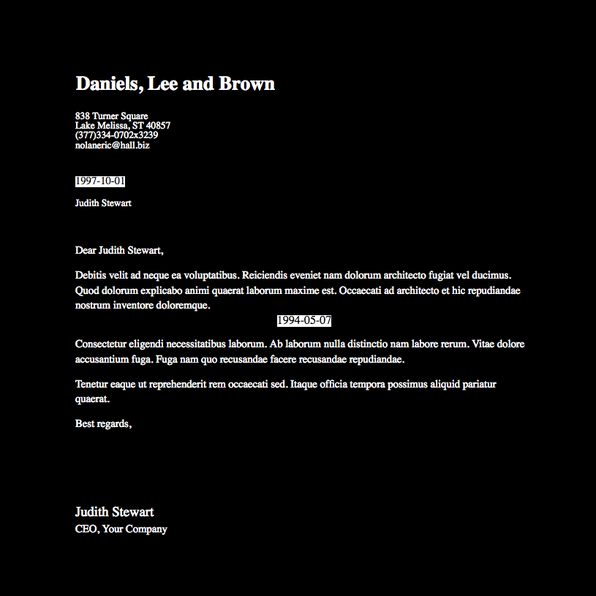 Daniels, Lee and Brown
838 Turner Square
Lake Melissa, ST 40857
(377)334-0702x3239
nolaneric@hall.biz
1997-10-01
Judith Stewart
Dear Judith Stewart,
Debitis velit ad neque ea voluptatibus. Reiciendis eveniet nam dolorum architecto fugiat vel ducimus.
Quod dolorum explicabo animi quaerat laborum maxime est. Occaecati ad architecto et hic repudiandae
nostrum inventore doloremque.
1994-05-07
Consectetur eligendi necessitatibus laborum. Ab laborum nulla distinctio nam labore rerum. Vitae dolore
accusantium fuga. Fuga nam quo recusandae facere recusandae repudiandae.
Tenetur eaque ut reprehenderit rem occaecati sed. Itaque officia tempora possimus aliquid pariatur
quaerat.
Best regards,
Judith Stewart
CEO, Your Company